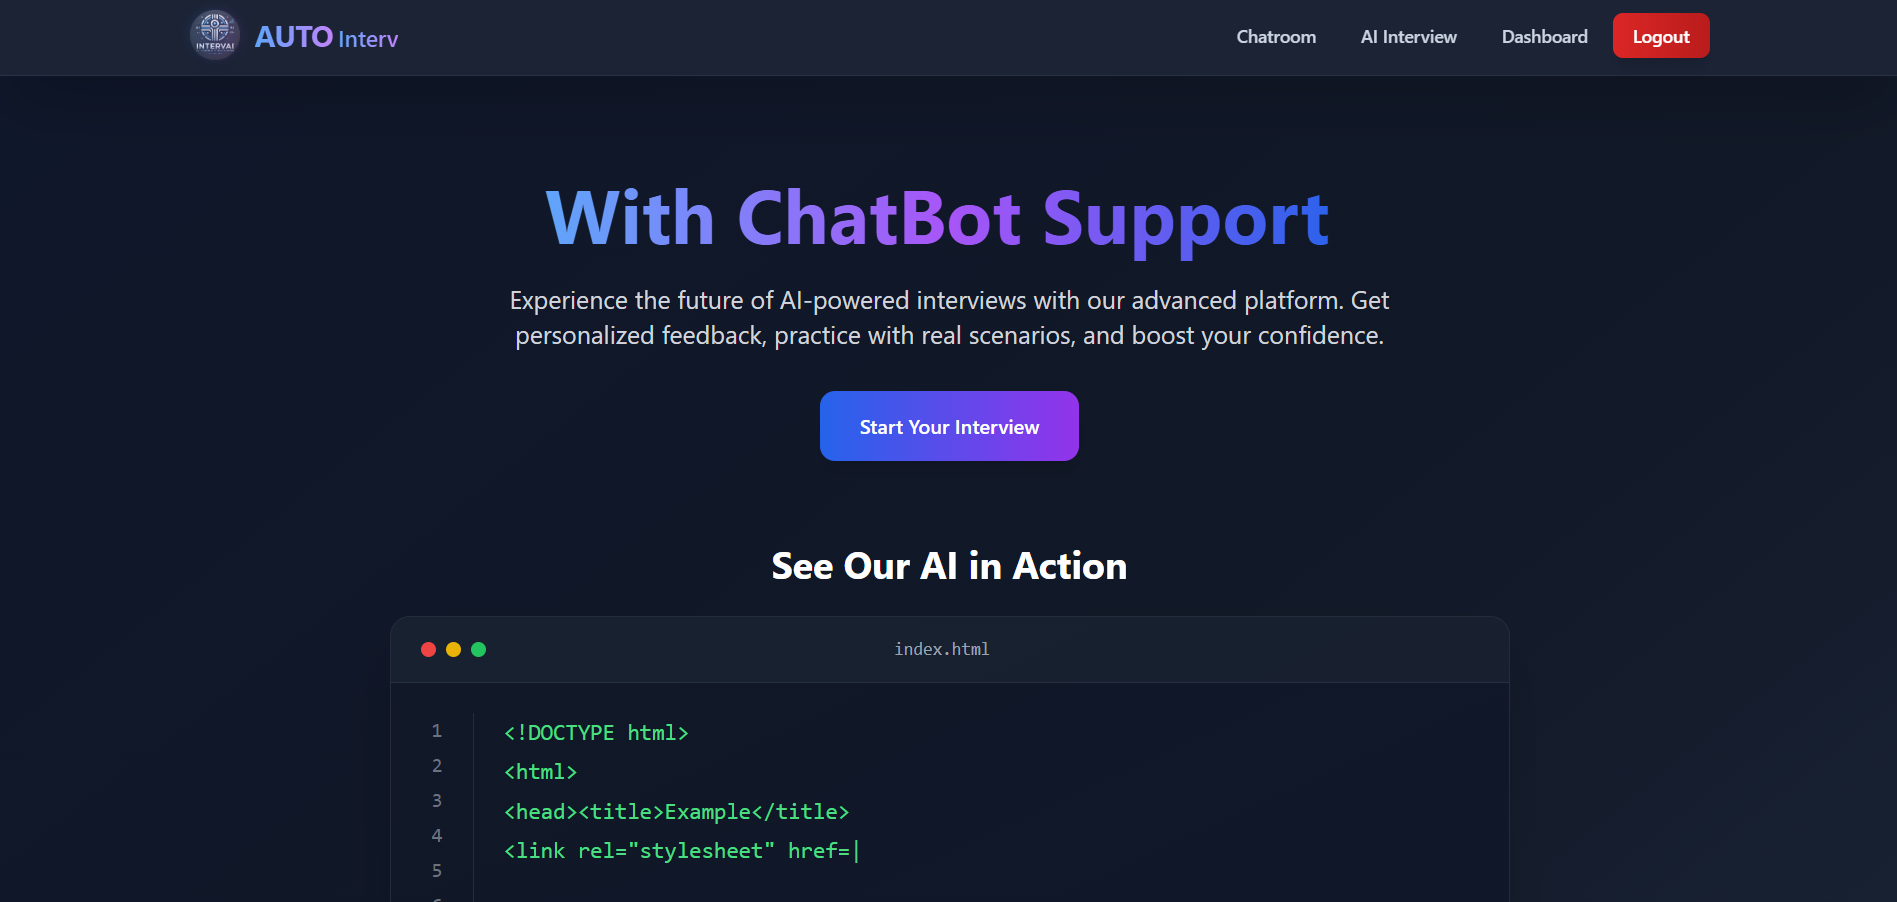 INTERVAI
AUTO Interv
Chatroom
AI Interview
Dashboard
Logout
With ChatBot Support
Experience the future of AI-powered interviews with our advanced platform. Get
personalized feedback, practice with real scenarios, and boost your confidence.
Start Your Interview
See Our AI in Action
index.html
1 <!DOCTYPE html>
2 <html>
3 <head><title>Example</title>
4 <link rel="stylesheet" href=|
5